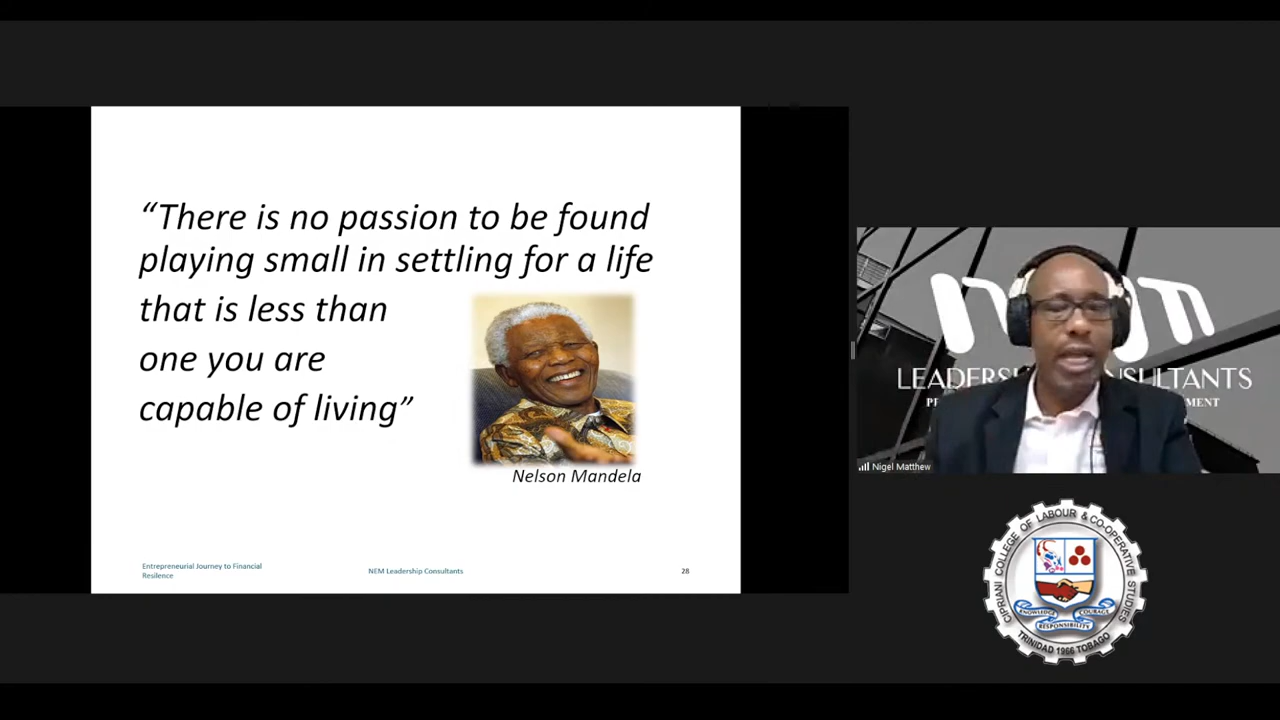 “There is no passion to be found
playing small in settling for a life
that is less than
one you are
capable of living”
Nelson Mandela
Entrepreneurial Journey to Financial
Resilence
NEM Leadership Consultants
28
Nigel Matthew
CIPRIANI COLLEGE OF LABOUR & CO-OPERATIVE STUDIES
KNOWLEDGE
COURAGE
RESPONSIBILITY
TRINIDAD 1966 TOBAGO